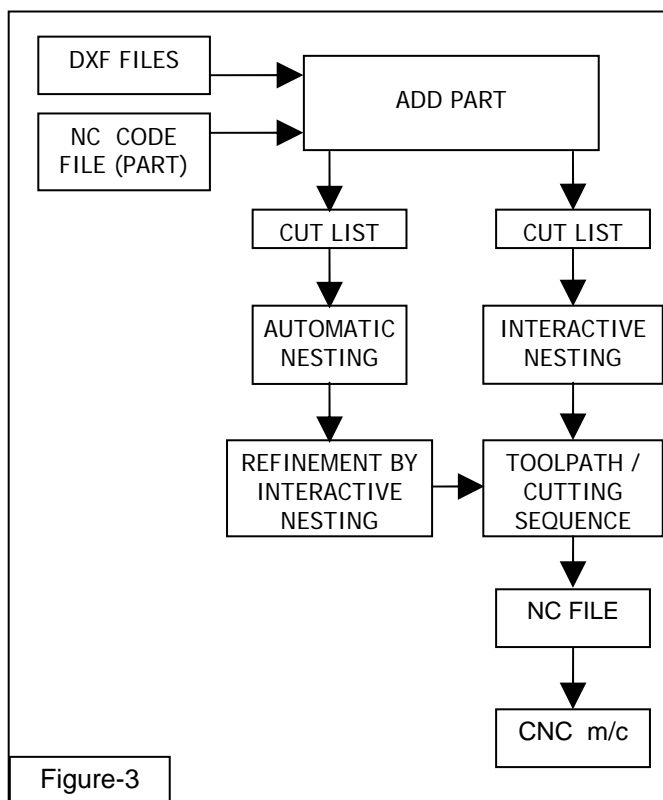 DXF FILES
ADD PART
NC CODE
FILE (PART)
CUT LIST
CUT LIST
AUTOMATIC
NESTING
INTERACTIVE
NESTING
REFINEMENT BY
INTERACTIVE
NESTING
TOOLPATH /
CUTTING
SEQUENCE
NC FILE
CNC m/c
Figure-3